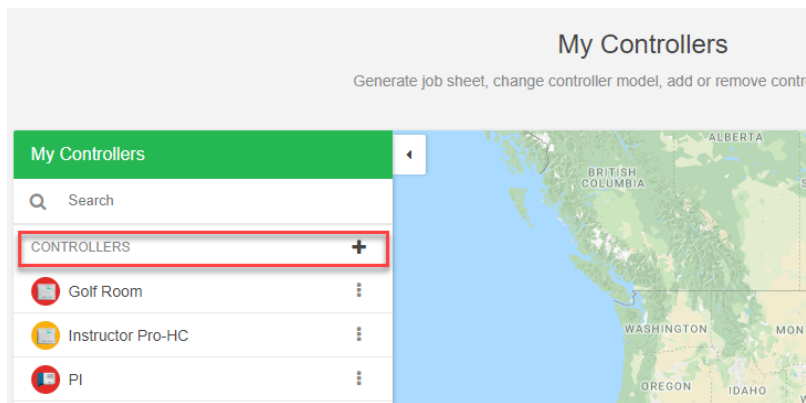 My Controllers
Generate job sheet, change controller model, add or remove contr
My Controllers
Search
CONTROLLERS
Golf Room
Instructor Pro-HC
PI
ALBERTA
BRITISH
COLUMBIA
WASHINGTON
MON
OREGON
IDAHO